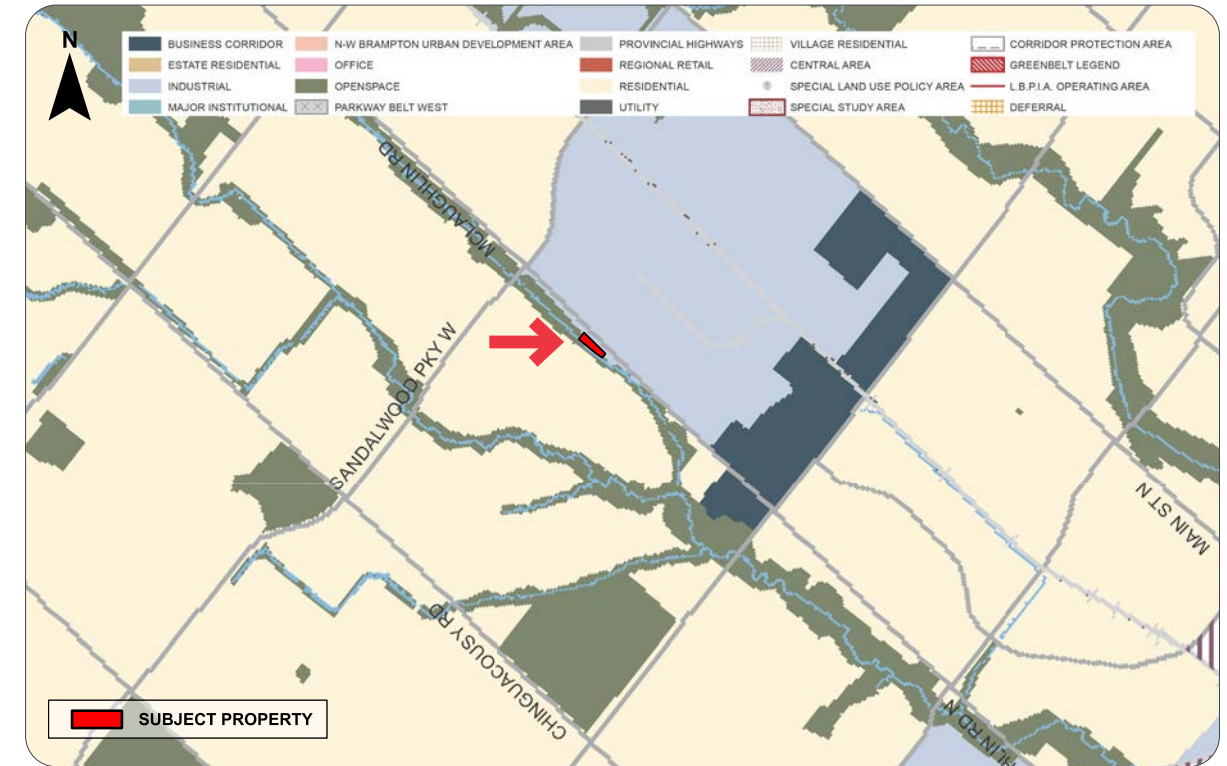 N
BUSINESS CORRIDOR
ESTATE RESIDENTIAL
INDUSTRIAL
MAJOR INSTITUTIONAL
N-W BRAMPTON URBAN DEVELOPMENT AREA
OFFICE
OPENSPACE
PARKWAY BELT WEST
PROVINCIAL HIGHWAYS
REGIONAL RETAIL
RESIDENTIAL
UTILITY
VILLAGE RESIDENTIAL
CENTRAL AREA
SPECIAL LAND USE POLICY AREA
SPECIAL STUDY AREA
CORRIDOR PROTECTION AREA
GREENBELT LEGEND
L.B.P.I.A. OPERATING AREA
DEFERRAL
MCLAUGHLIN RD
SANDALWOOD PKY W
MAIN ST N
CHINGUACOUSY RD
HLIN RD N
SUBJECT PROPERTY